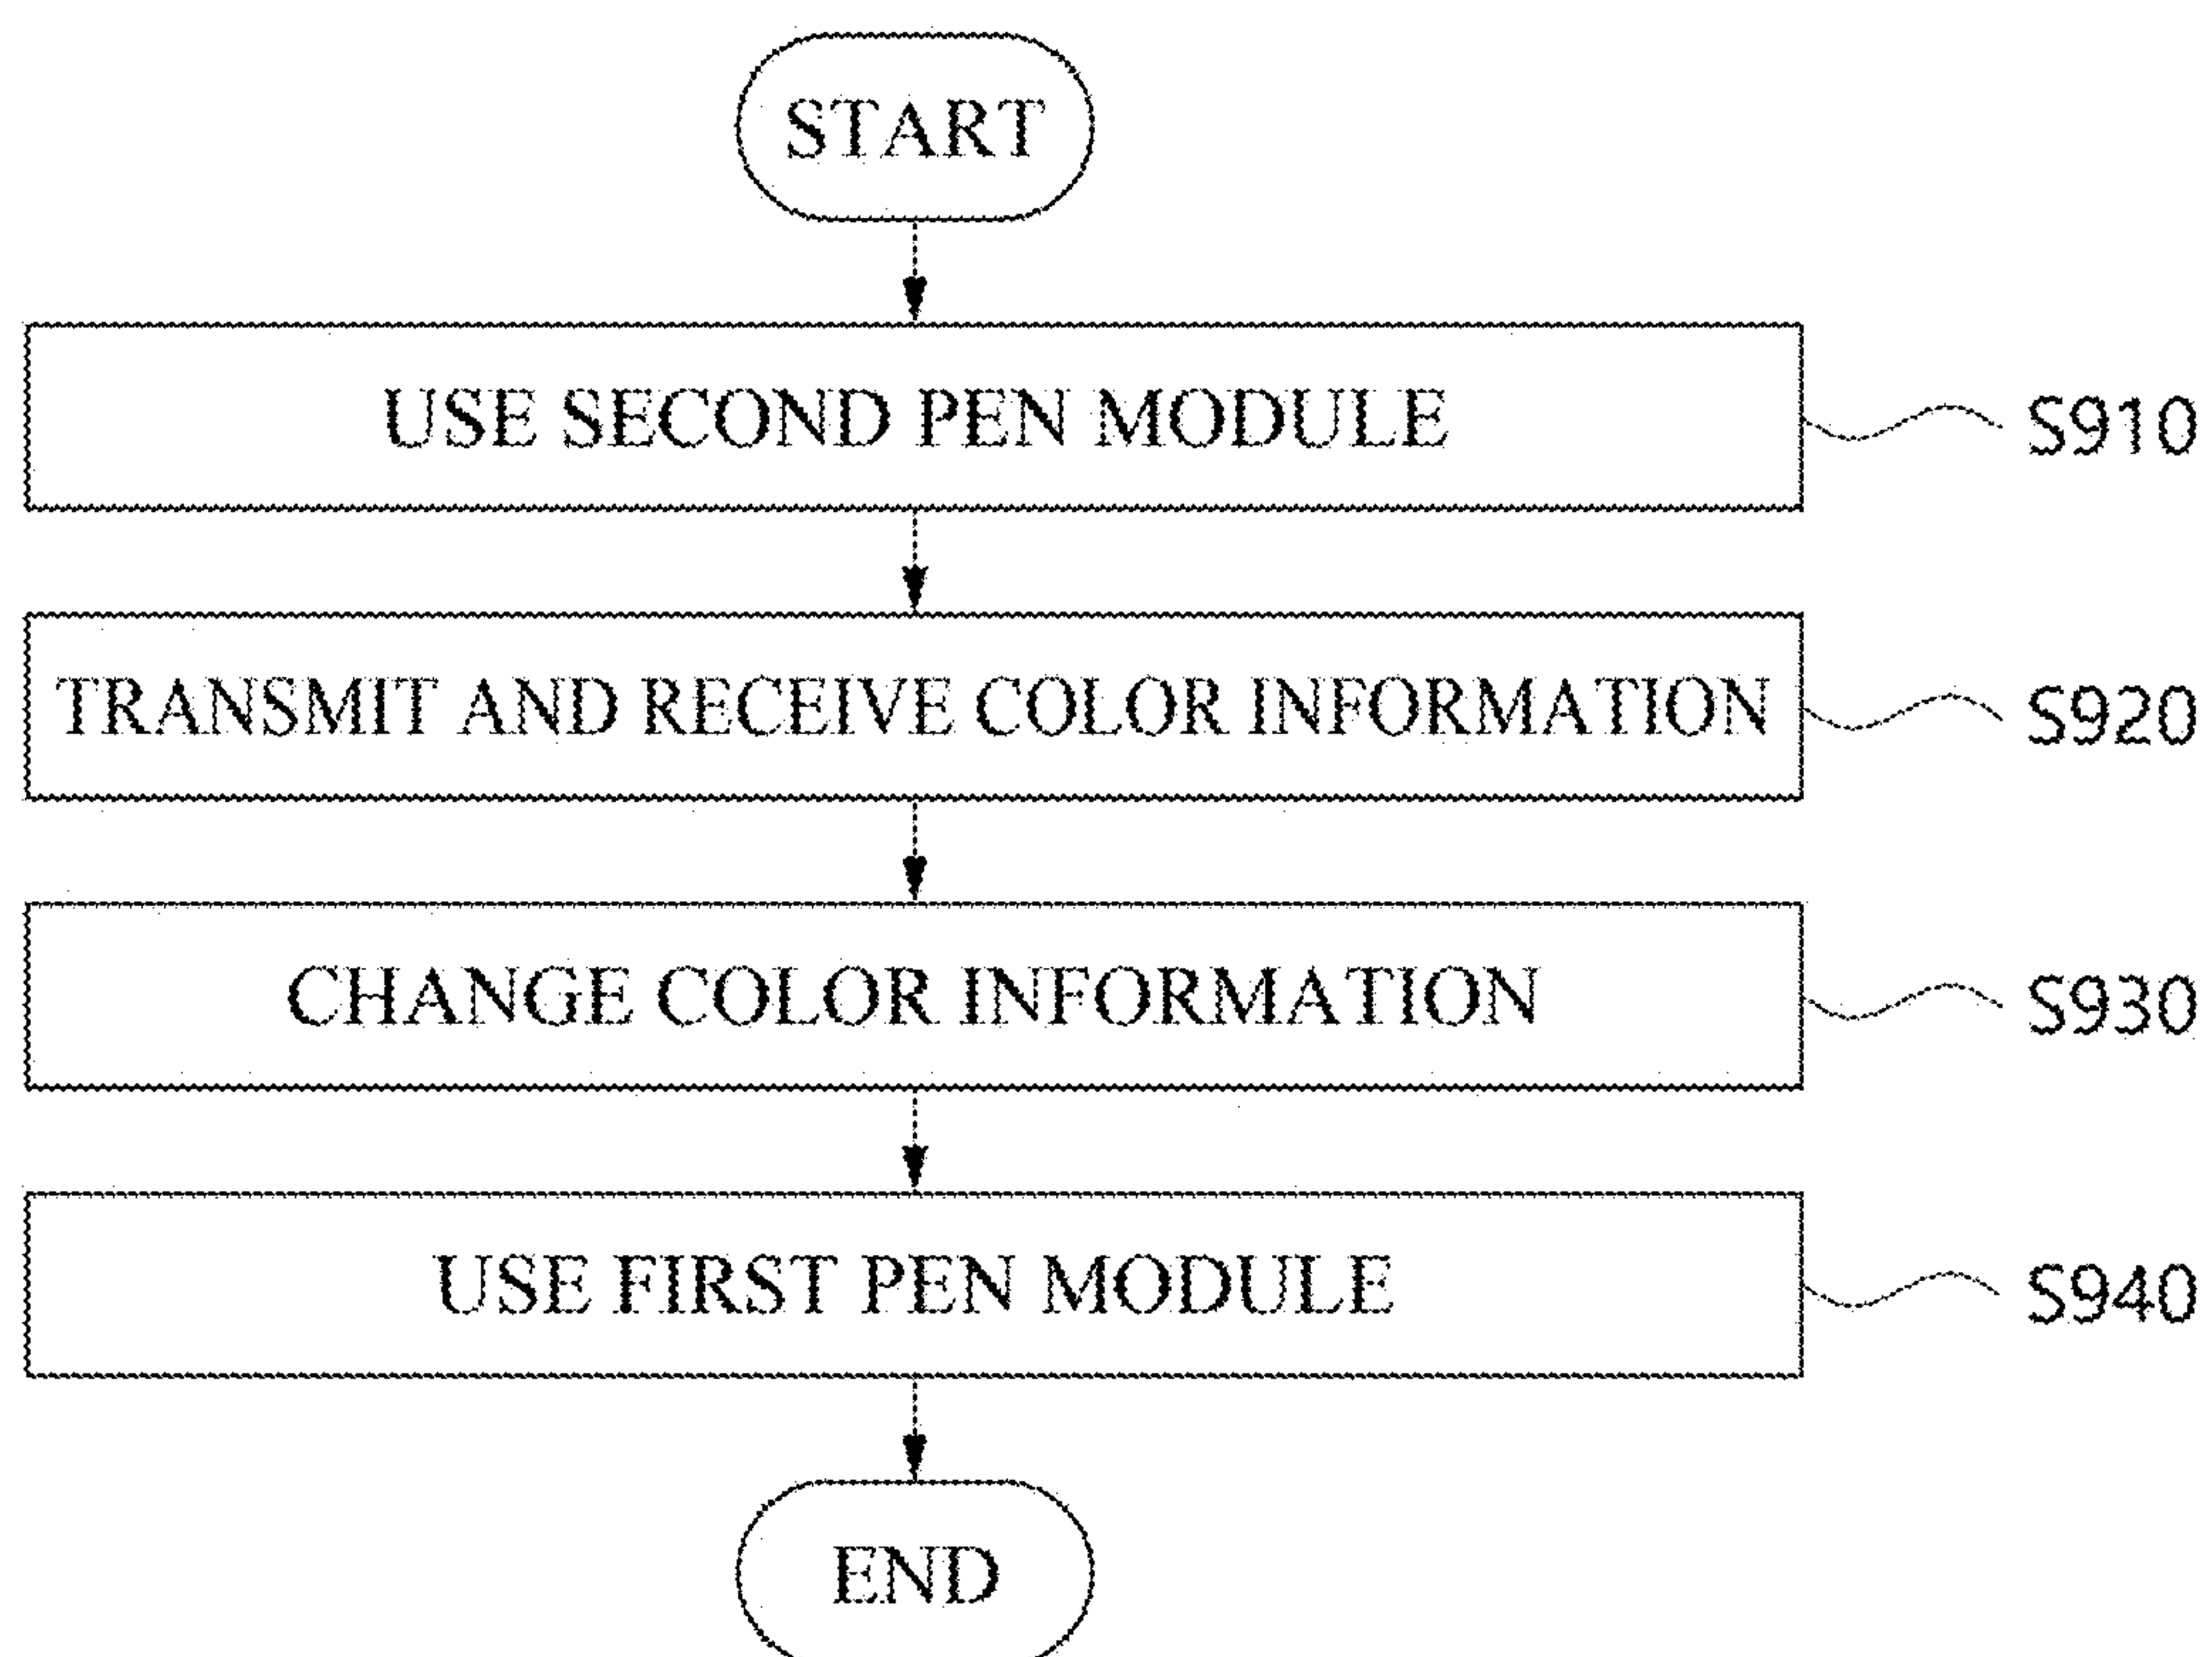 START
USE SECOND PEN MODULE
S910
TRANSMIT AND RECEIVE COLOR INFORMATION
S920
CHANGE COLOR INFORMATION
S930
USE FIRST PEN MODULE
S940
END